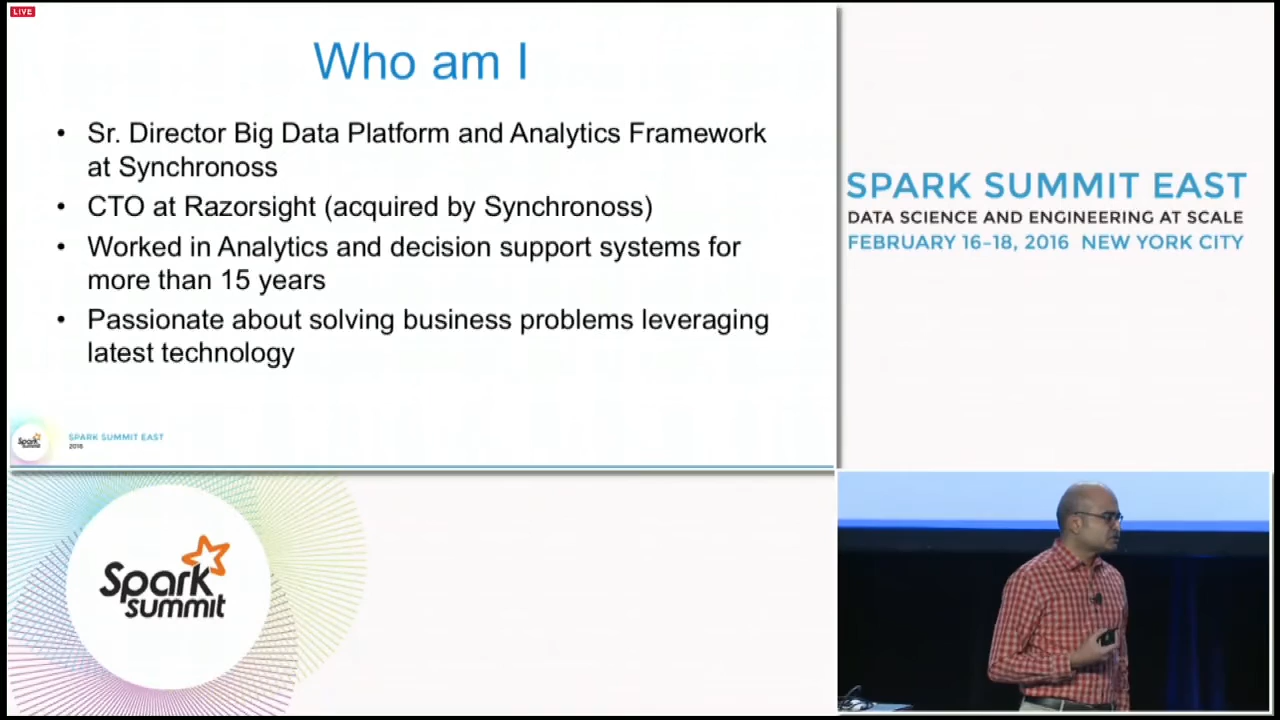 LIVE
Who am I
• Sr. Director Big Data Platform and Analytics Framework
at Synchronoss
• CTO at Razorsight (acquired by Synchronoss)
• Worked in Analytics and decision support systems for
more than 15 years
• Passionate about solving business problems leveraging
latest technology
Spark
summit
SPARK SUMMIT EAST
2016
SPARK SUMMIT EAST
DATA SCIENCE AND ENGINEERING AT SCALE
FEBRUARY 16–18, 2016 NEW YORK CITY
Spark
summit